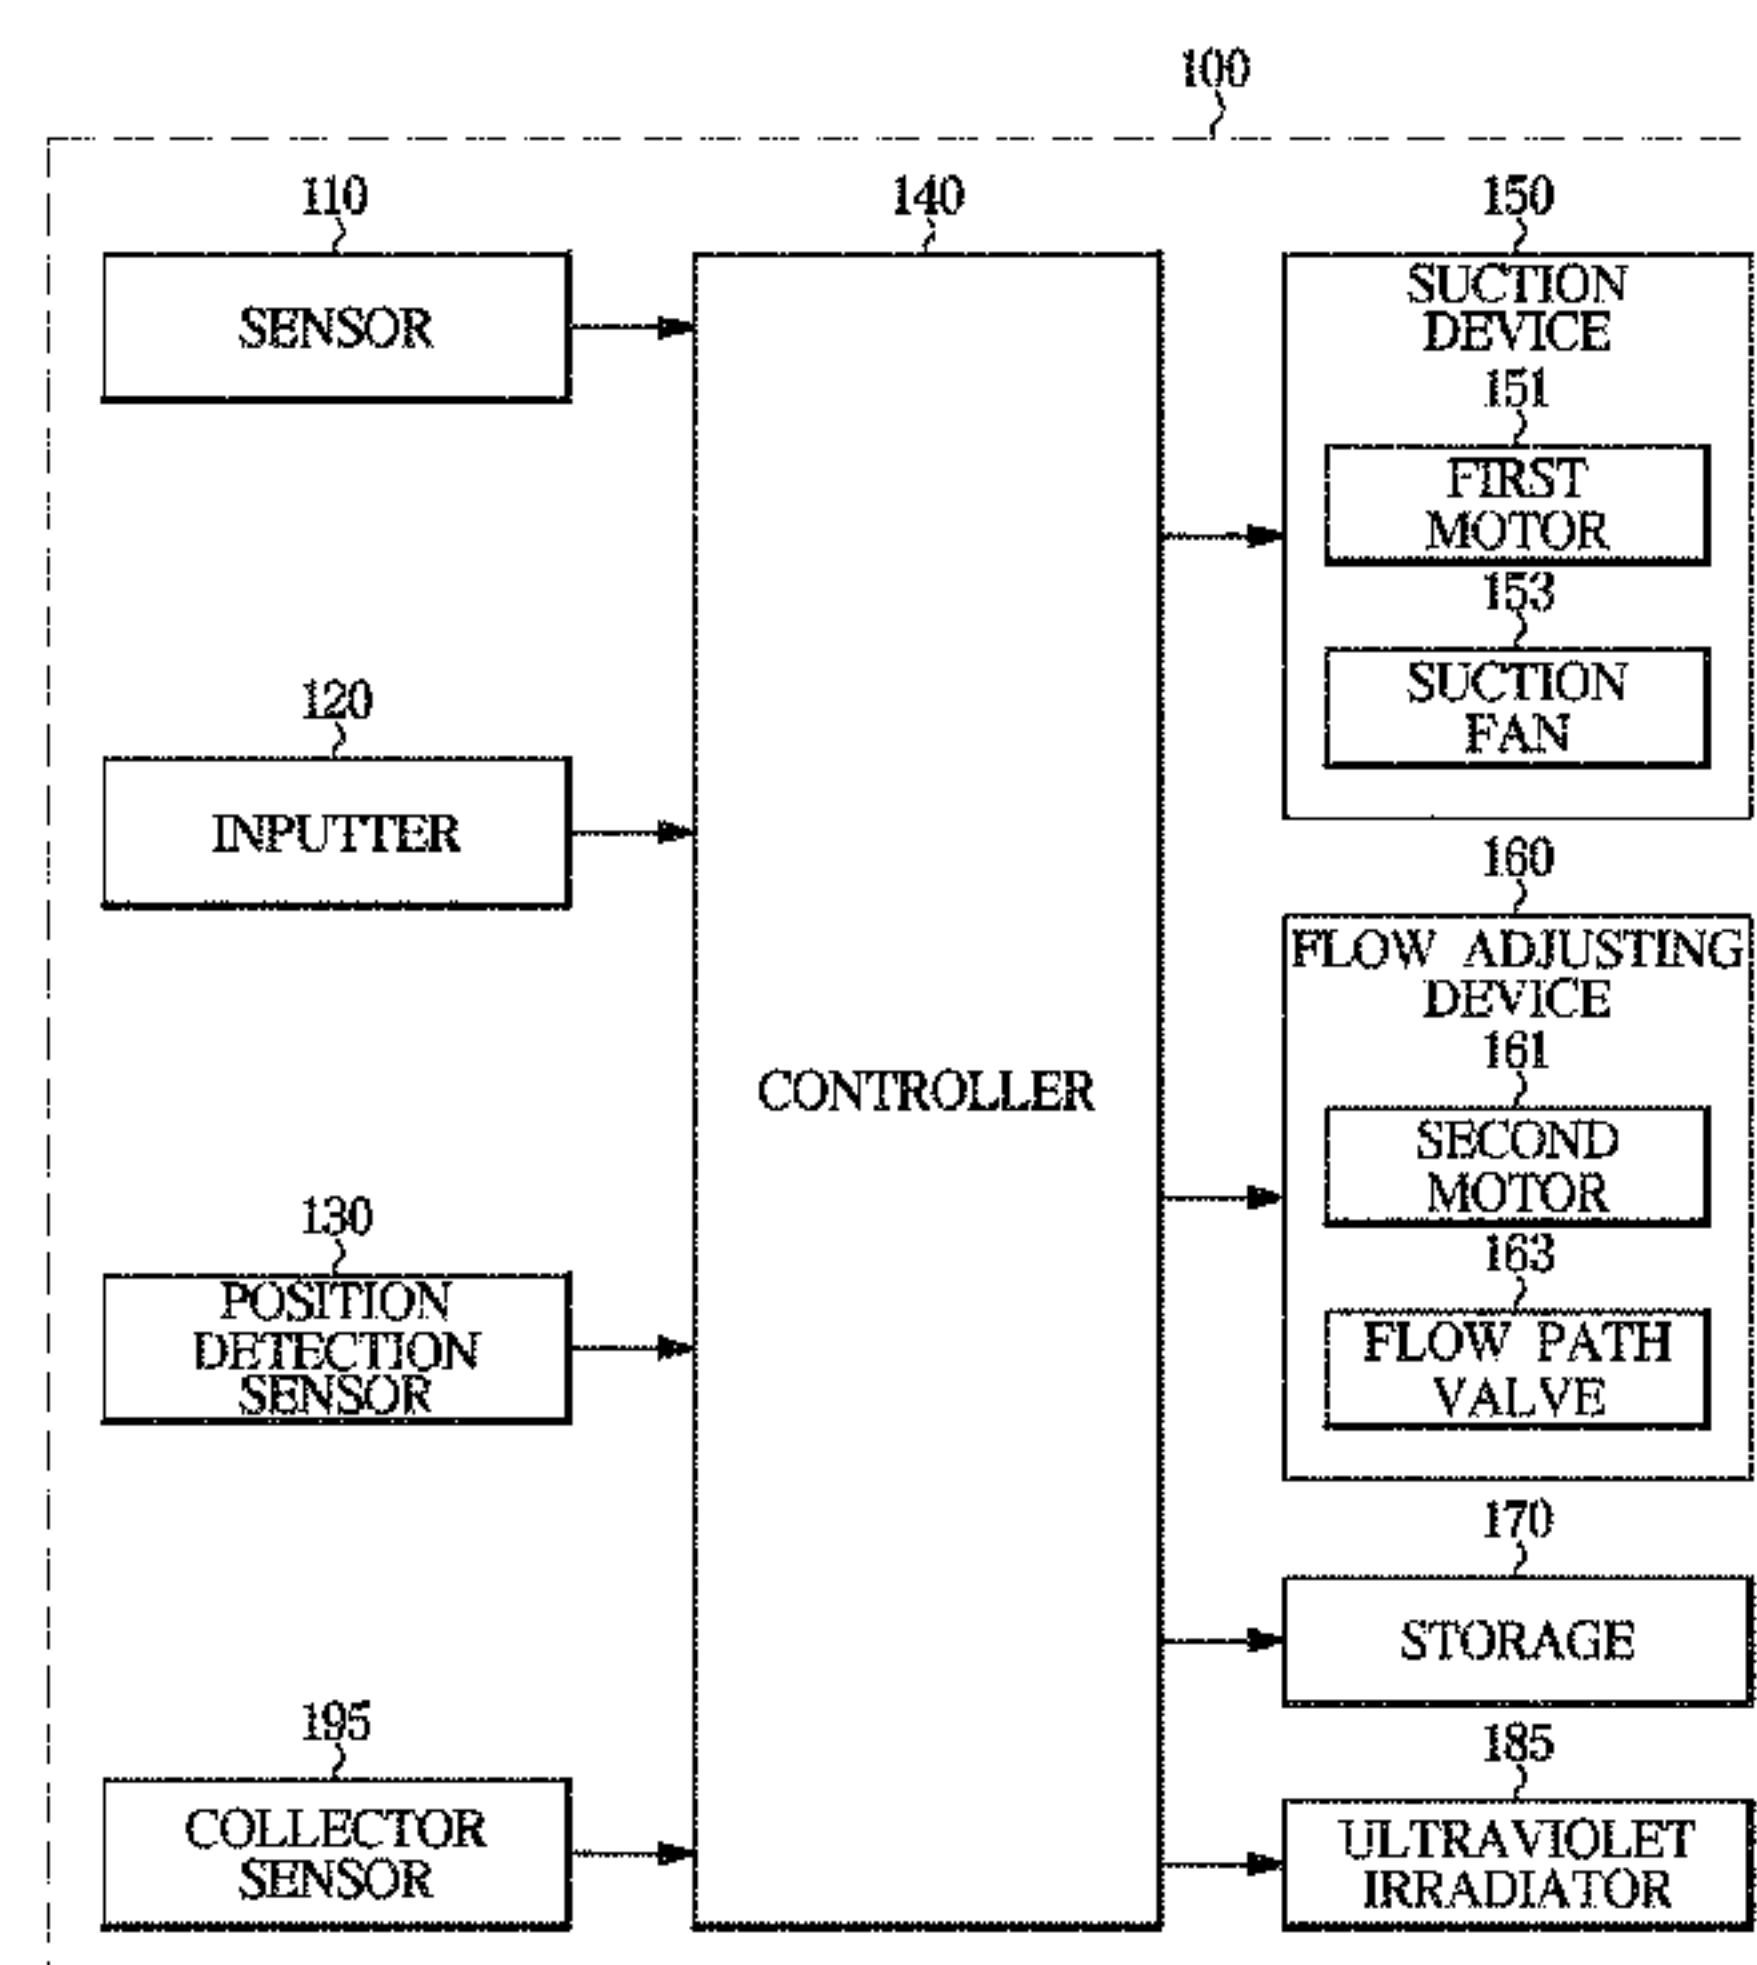 100
110
SENSOR
120
INPUTTER
130
POSITION
DETECTION
SENSOR
195
COLLECTOR
SENSOR
140
CONTROLLER
150
SUCTION
DEVICE
151
FIRST
MOTOR
153
SUCTION
FAN
160
FLOW ADJUSTING
DEVICE
161
SECOND
MOTOR
163
FLOW PATH
VALVE
170
STORAGE
185
ULTRAVIOLET
IRRADIATOR